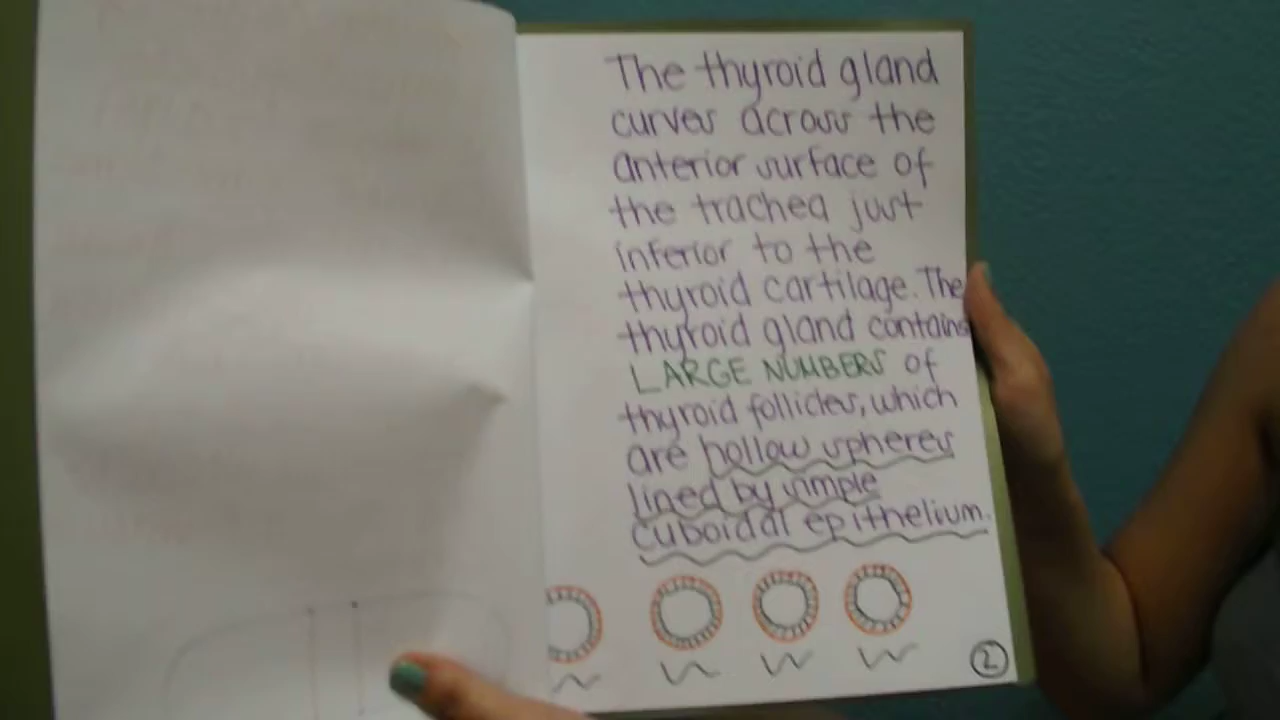 The thyroid gland
curves across the
anterior surface of
the trachea just
inferior to the
thyroid cartilage. The
thyroid gland contains
LARGE NUMBERS of
thyroid follicles, which
are hollow spheres
lined by simple
cuboidal epithelium.
2